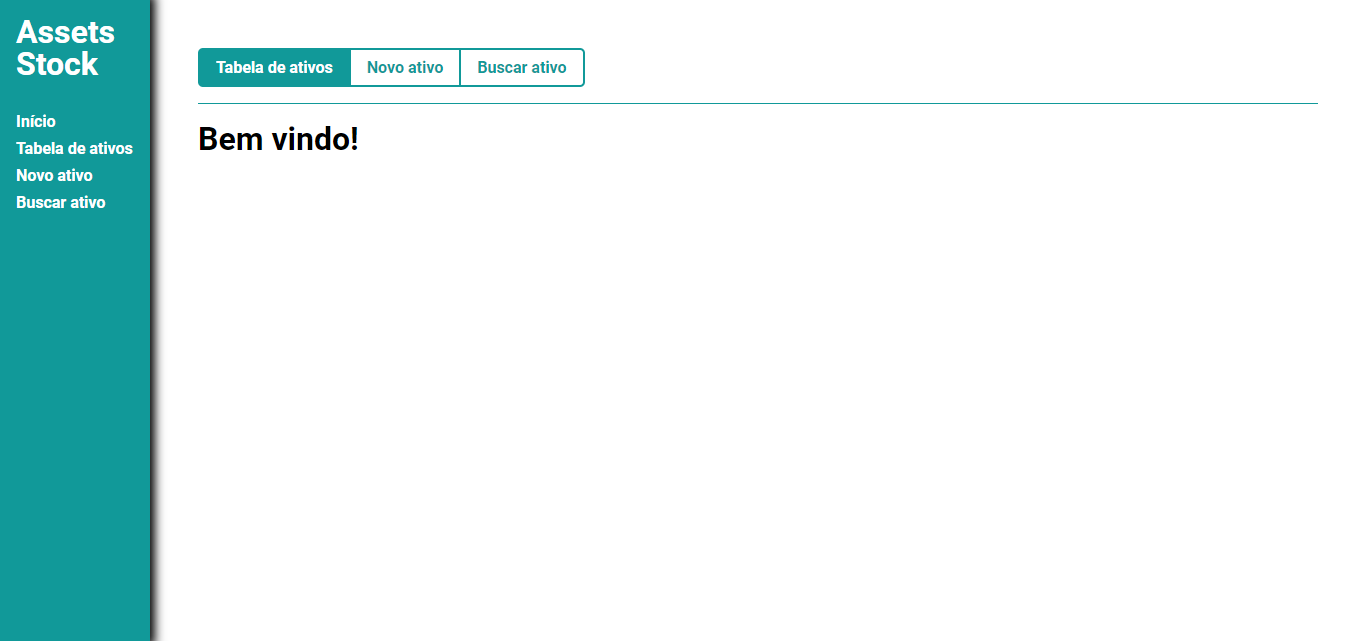 Assets
Stock
Início
Tabela de ativos
Novo ativo
Buscar ativo
Tabela de ativos Novo ativo Buscar ativo
Bem vindo!